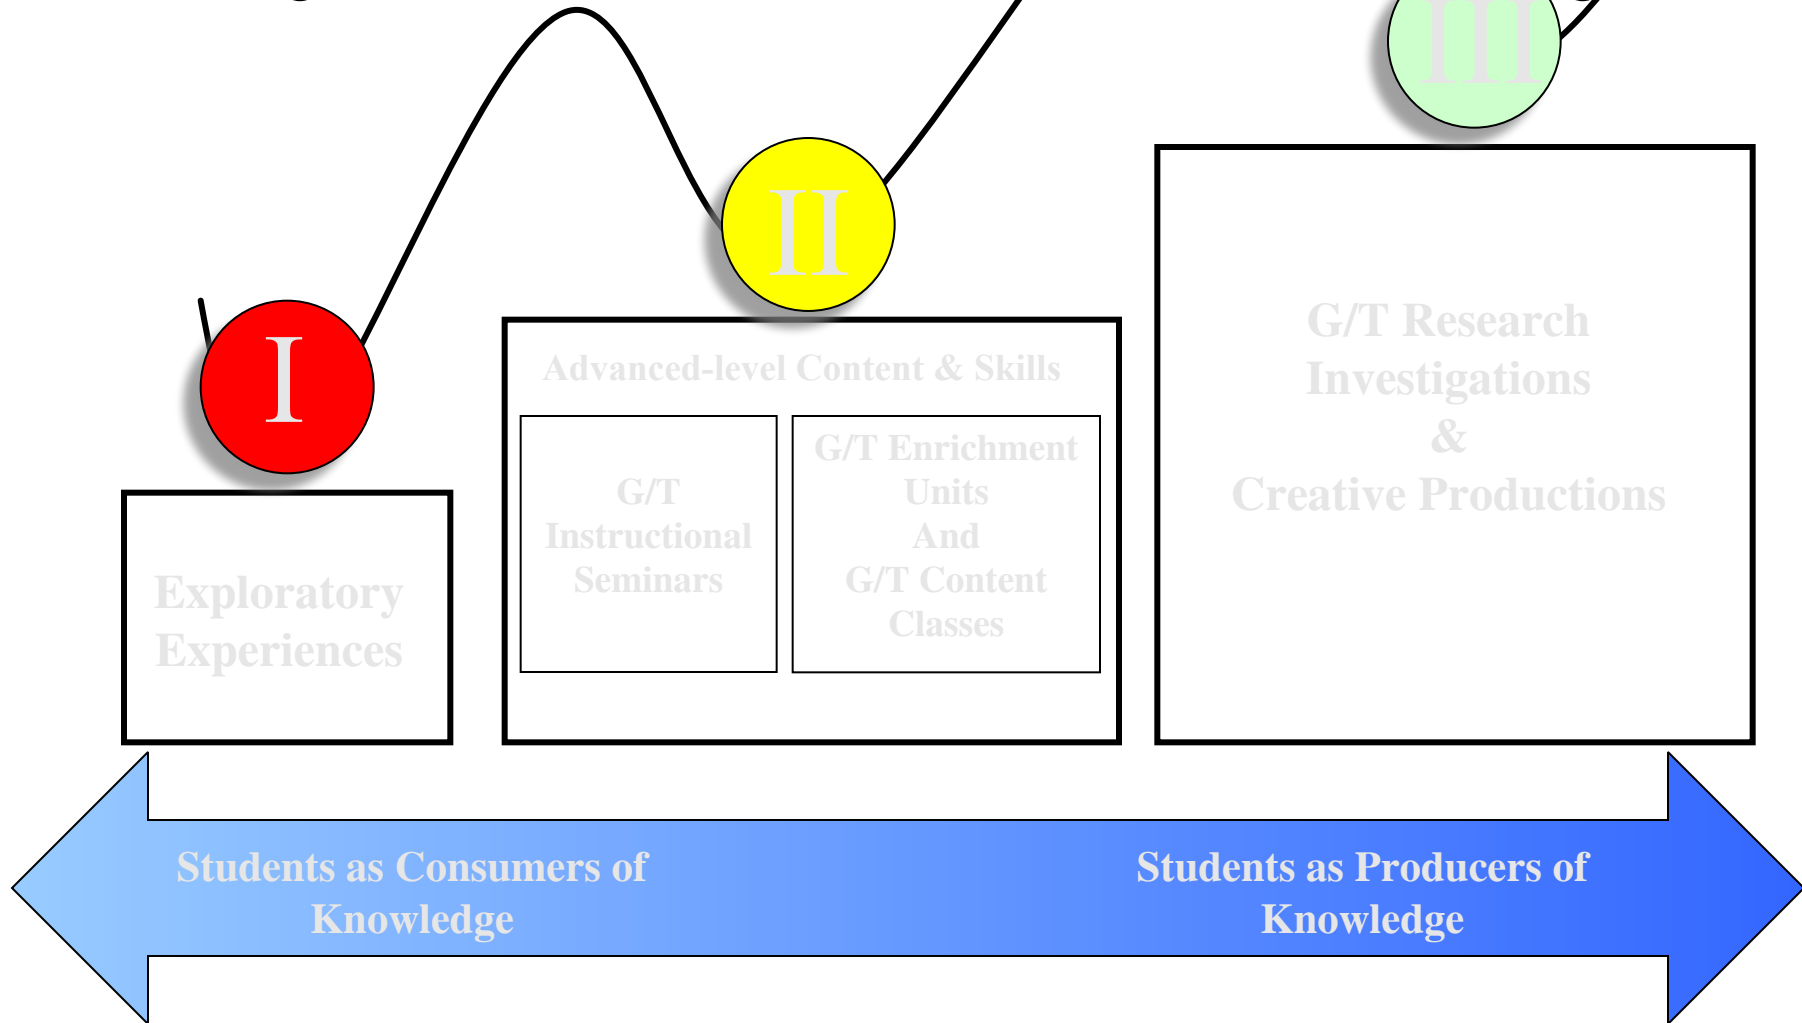 III
II
I
G/T Research
Investigations
&
Creative Productions
Advanced-level Content & Skills
G/T
Instructional
Seminars
G/T Enrichment
Units
And
G/T Content
Classes
Exploratory
Experiences
Students as Consumers of
Knowledge
Students as Producers of
Knowledge